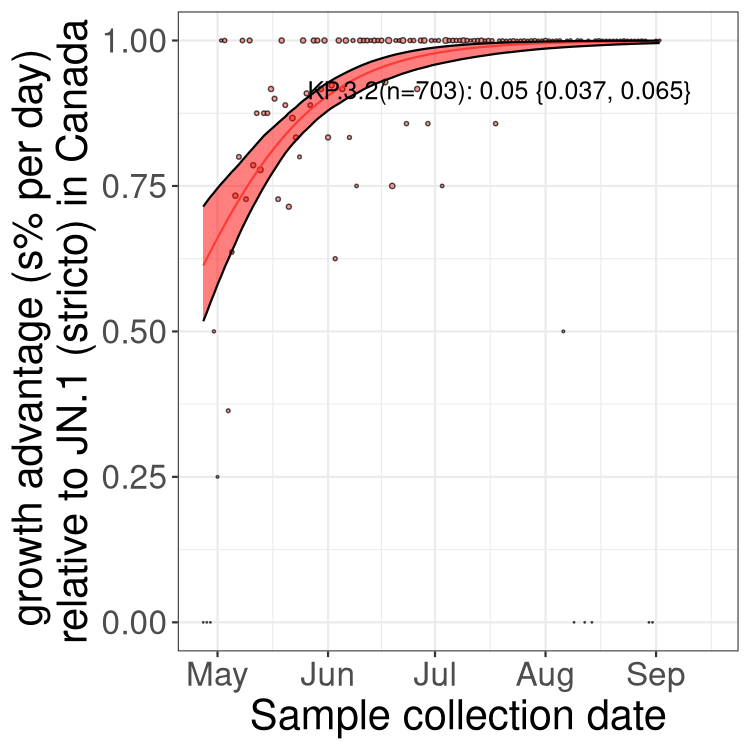 growth advantage (s% per day)
relative to JN.1 (stricto) in Canada
1.00
0.75
0.50
0.25
0.00
KP.3.2(n=703): 0.05 {0.037, 0.065}
May Jun Jul Aug Sep
Sample collection date